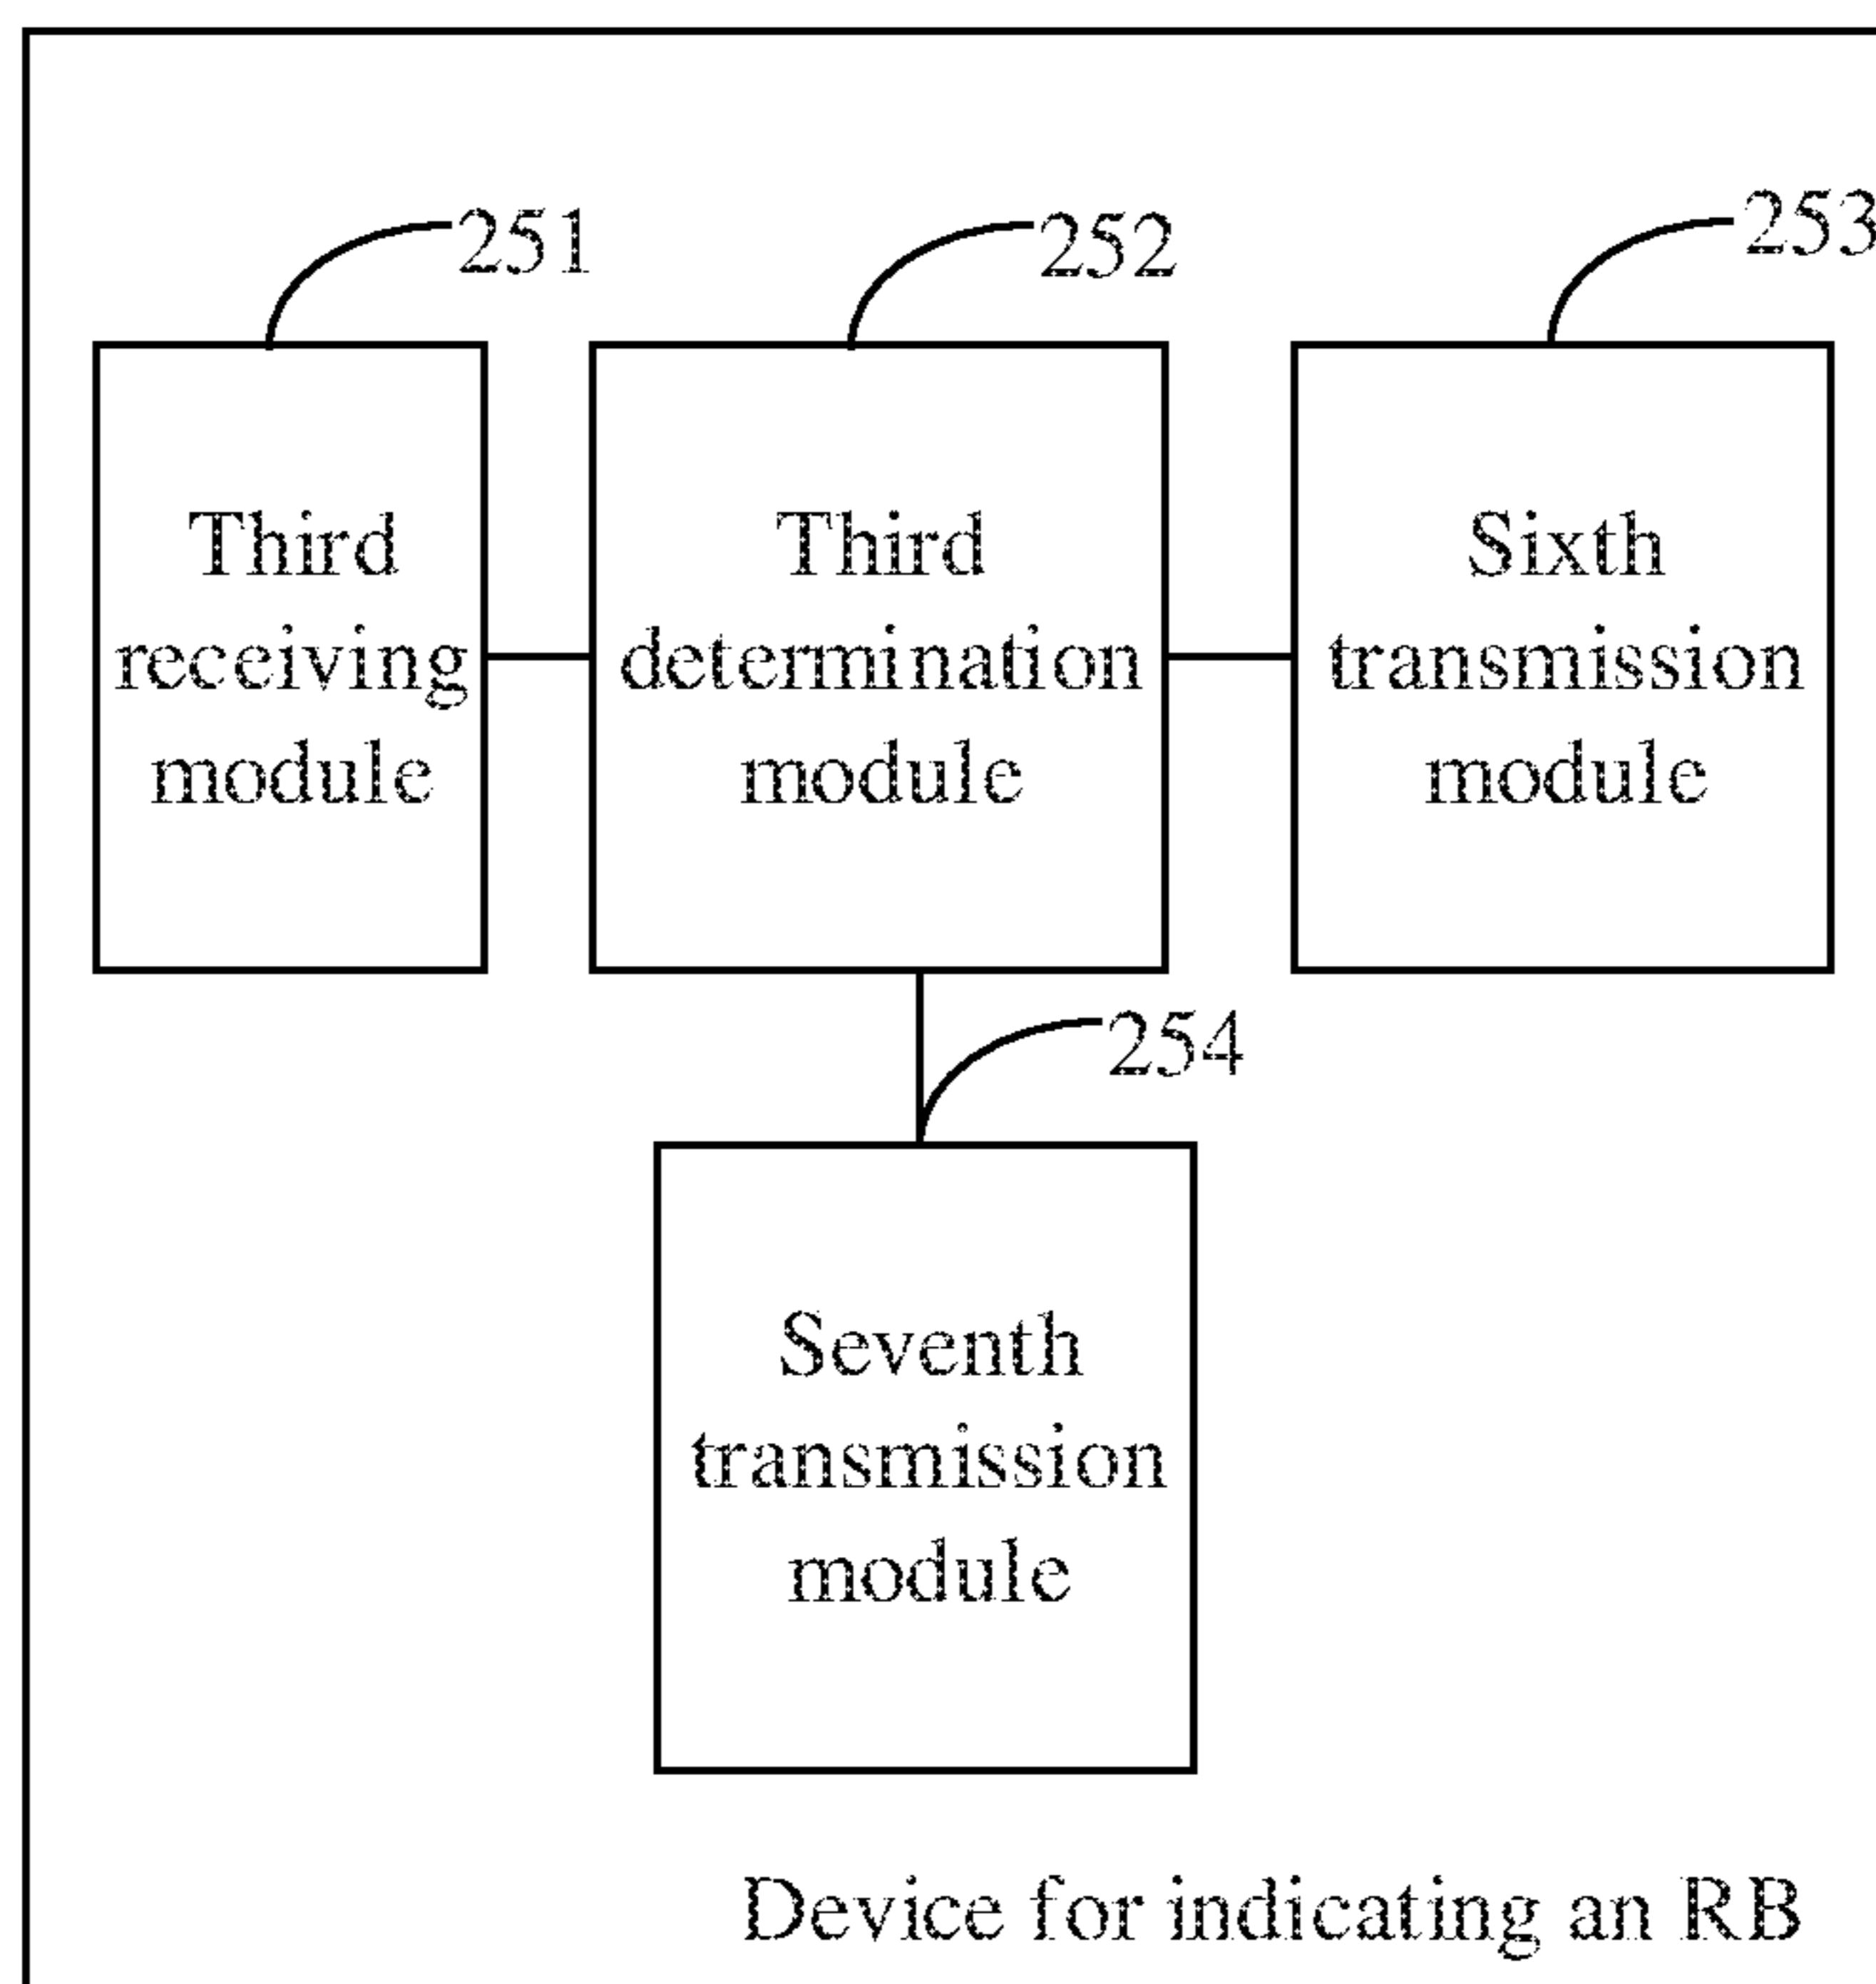 251
252
253
Third
receiving
module
Third
determination
module
Sixth
transmission
module
254
Seventh
transmission
module
Device for indicating an RB